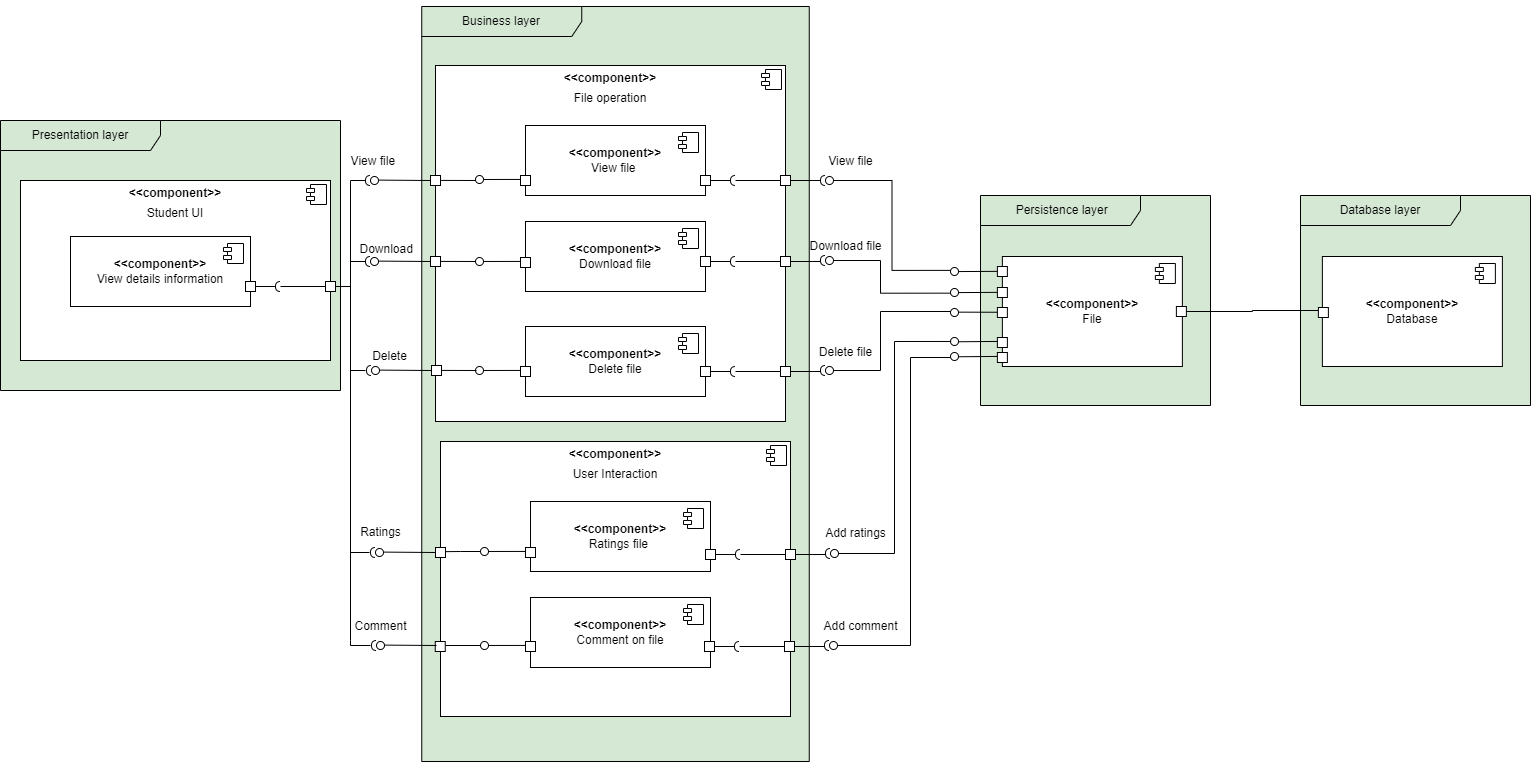 Business layer
<<component>>
File operation
<<component>>
View file
<<component>>
Download file
<<component>>
Delete file
<<component>>
User Interaction
<<component>>
Ratings file
<<component>>
Comment on file
Presentation layer
<<component>>
Student UI
<<component>>
View details information
View file
Download
Delete
Ratings
Comment
View file
Download file
Delete file
Add ratings
Add comment
Persistence layer
<<component>>
File
Database layer
<<component>>
Database